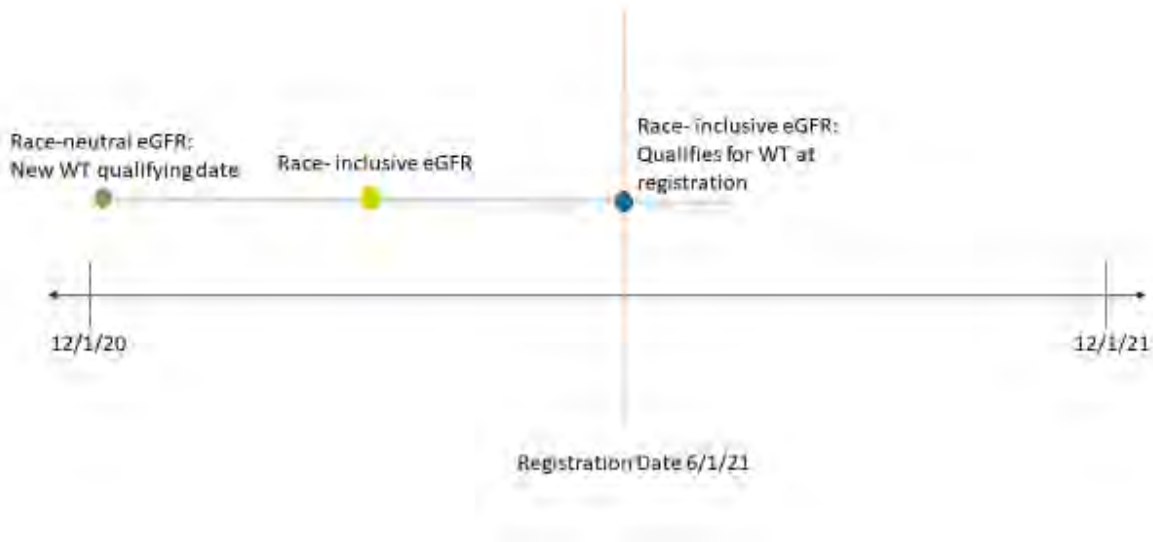 Race-neutral eGFR:
New WT qualifying date
Race- inclusive eGFR
Race- inclusive eGFR:
Qualifies for WT at
registration
12/1/20
12/1/21
Registration Date 6/1/21